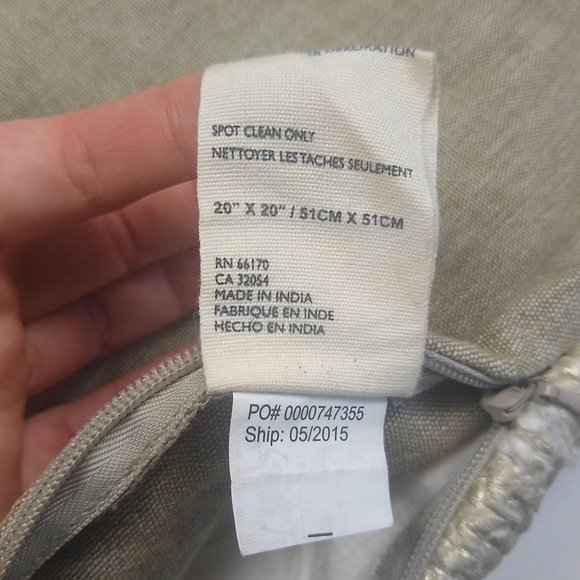 SPOT CLEAN ONLY
NETTOYER LES TACHES SEULEMENT
20" X 20" / 51CM X 51CM
RN 66170
CA 32054
MADE IN INDIA
FABRIQUE EN INDE
HECHO EN INDIA
PO# 0000747355
Ship: 05/2015